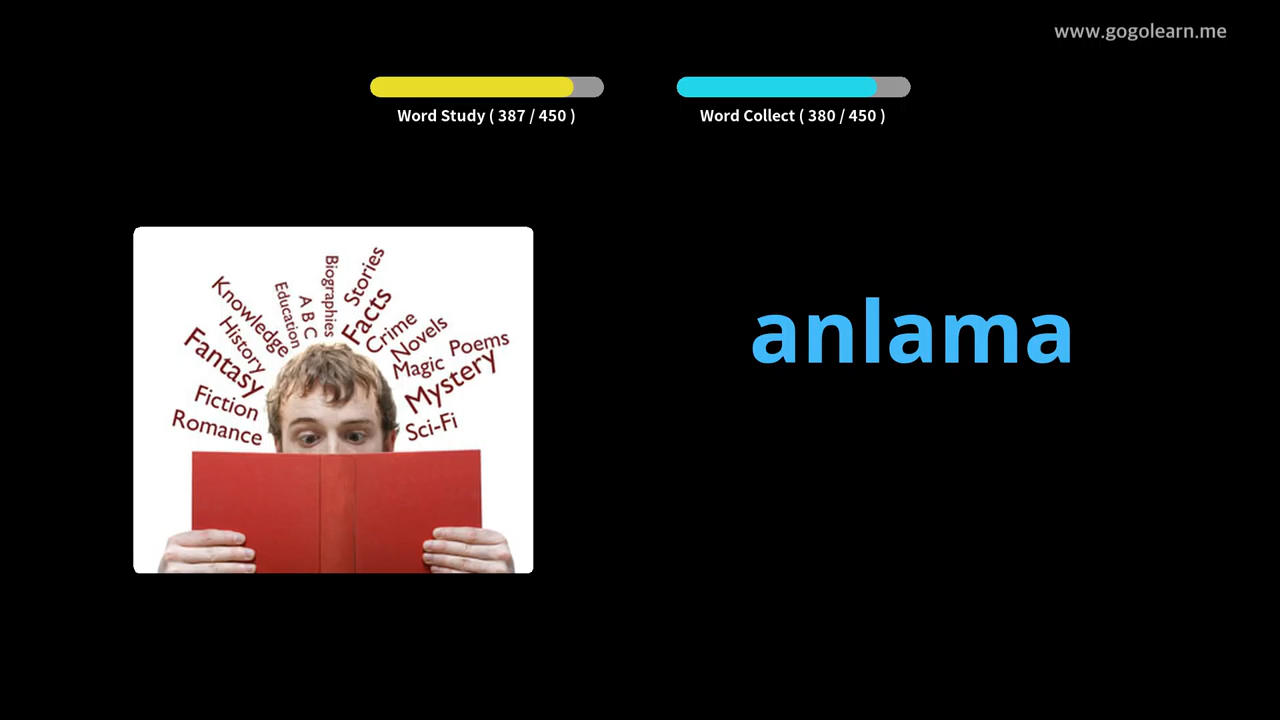 www.gogolearn.me
Word Study ( 387 / 450 )
Word Collect ( 380 / 450 )
Biographies
Stories
Education
A B C
Facts
Knowledge
Crime
History
Novels
Poems
Fantasy
Magic
Mystery
Fiction
Romance
Sci-Fi
anlama